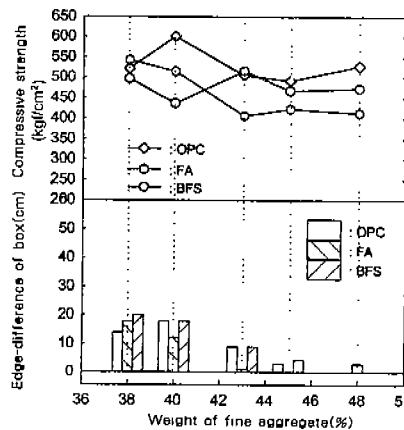 650
600
550
500
450
400
350
300
260
Compressive strength
(kgf/cm²)
: OPC
: FA
: BFS
50
40
30
20
10
0
Edge-difference of box(cm)
: OPC
: FA
: BFS
36 38 40 42 44 46 48 50
Weight of fine aggregate(%)